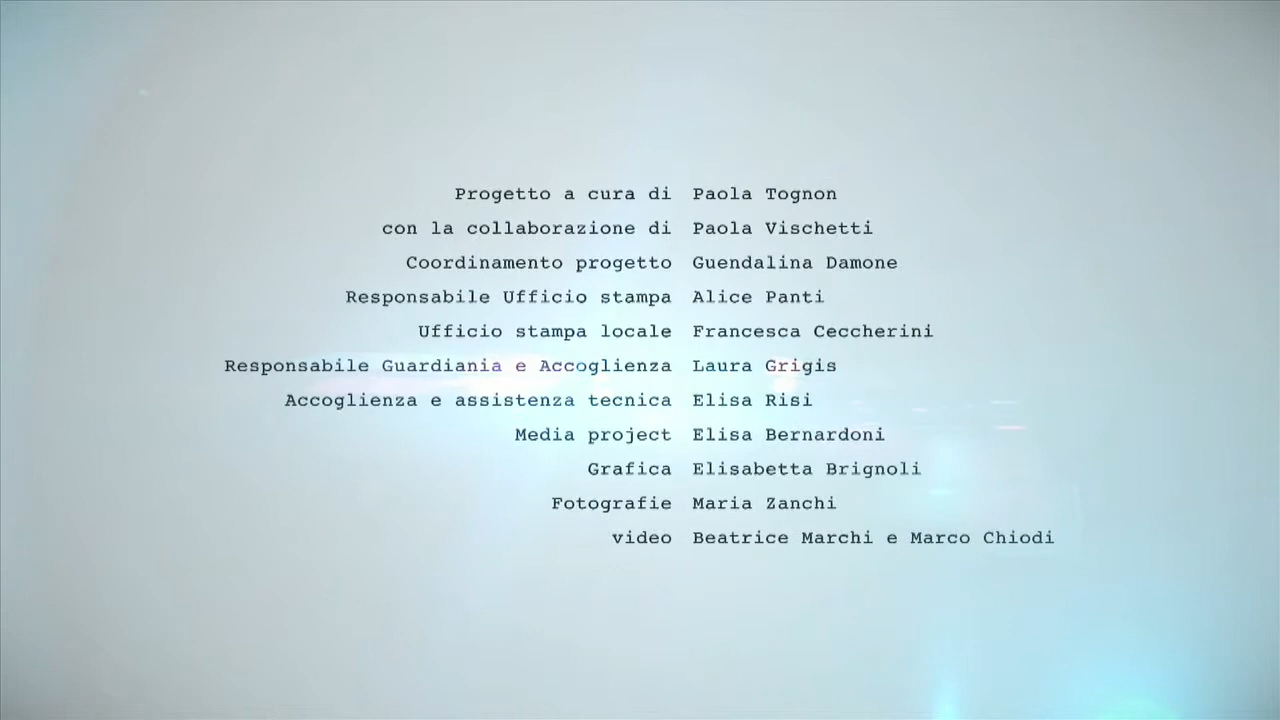 Progetto a cura di Paola Tognon
con la collaborazione di Paola Vischetti
Coordinamento progetto Guendalina Damone
Responsabile Ufficio stampa Alice Panti
Ufficio stampa locale Francesca Ceccherini
Responsabile Guardiania e Accoglienza Laura Grigis
Accoglienza e assistenza tecnica Elisa Risi
Media project Elisa Bernardoni
Grafica Elisabetta Brignoli
Fotografie Maria Zanchi
video Beatrice Marchi e Marco Chiodi